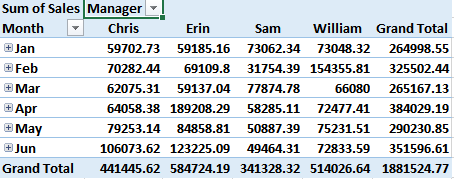 Sum of Sales Manager
Month Chris Erin Sam William Grand Total
Jan 59702.73 59185.16 73062.34 73048.32 264998.55
Feb 70282.44 69109.8 31754.39 154355.81 325502.44
Mar 62075.31 59137.04 77874.78 66080 265167.13
Apr 64058.38 189208.29 58285.11 72477.41 384029.19
May 79253.14 84858.81 50887.39 75231.51 290230.85
Jun 106073.62 123225.09 49464.31 72833.59 351596.61
Grand Total 441445.62 584724.19 341328.32 514026.64 1881524.77